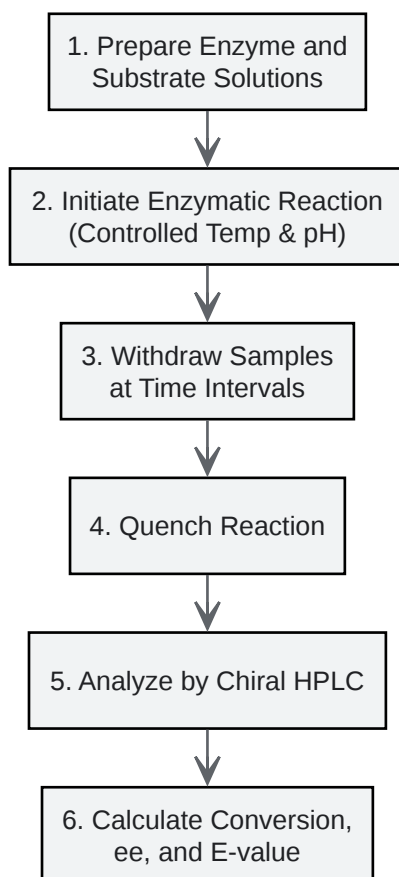 1. Prepare Enzyme and
Substrate Solutions
2. Initiate Enzymatic Reaction
(Controlled Temp & pH)
3. Withdraw Samples
at Time Intervals
4. Quench Reaction
5. Analyze by Chiral HPLC
6. Calculate Conversion,
ee, and E-value